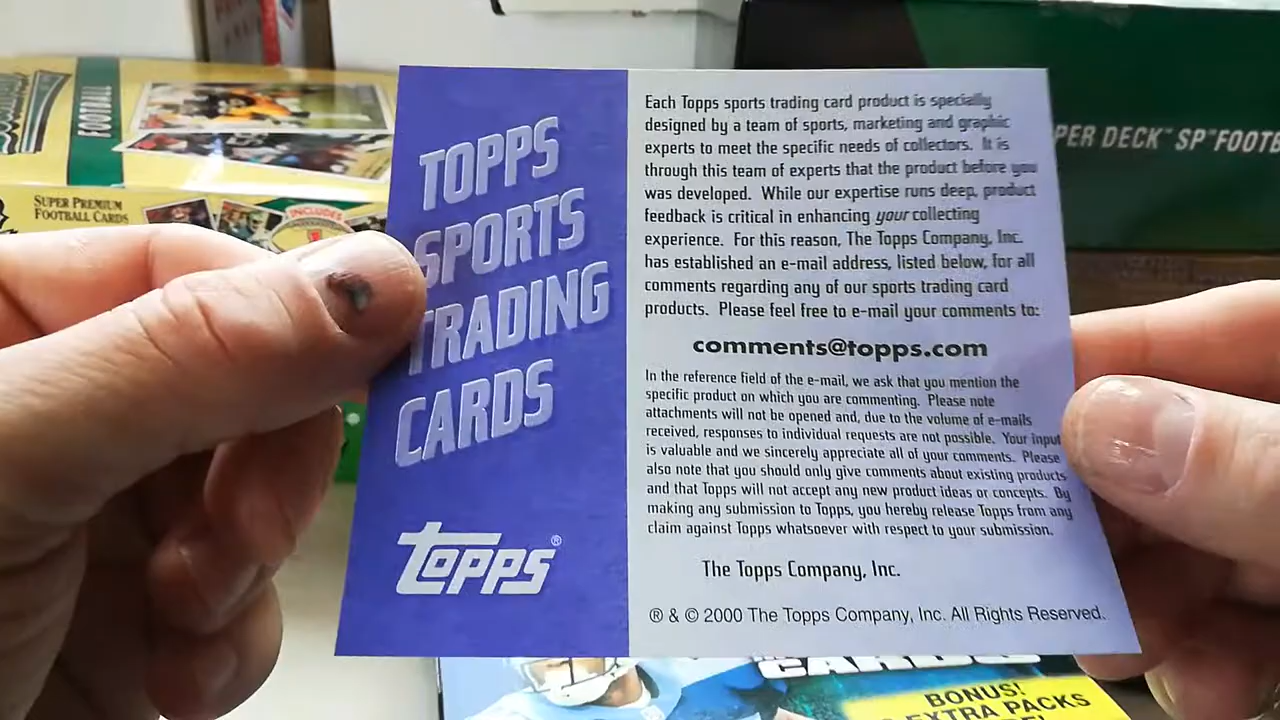 FOOTBALL
SUPER PREMIUM
FOOTBALL CARDS
INCLUDES
PER DECK™ SP™ FOOTB
TOPPS
SPORTS
TRADING
CARDS
TOPPS®
Each Topps sports trading card product is specially
designed by a team of sports, marketing and graphic
experts to meet the specific needs of collectors. It is
through this team of experts that the product before you
was developed. While our expertise runs deep, product
feedback is critical in enhancing your collecting
experience. For this reason, The Topps Company, Inc.
has established an e-mail address, listed below, for all
comments regarding any of our sports trading card
products. Please feel free to e-mail your comments to:
comments@topps.com
In the reference field of the e-mail, we ask that you mention the
specific product on which you are commenting. Please note
attachments will not be opened and, due to the volume of e-mails
received, responses to individual requests are not possible. Your input
is valuable and we sincerely appreciate all of your comments. Please
also note that you should only give comments about existing products
and that Topps will not accept any new product ideas or concepts. By
making any submission to Topps, you hereby release Topps from any
claim against Topps whatsoever with respect to your submission.
The Topps Company, Inc.
® & © 2000 The Topps Company, Inc. All Rights Reserved.
CARDS
BONUS!
EXTRA PACKS